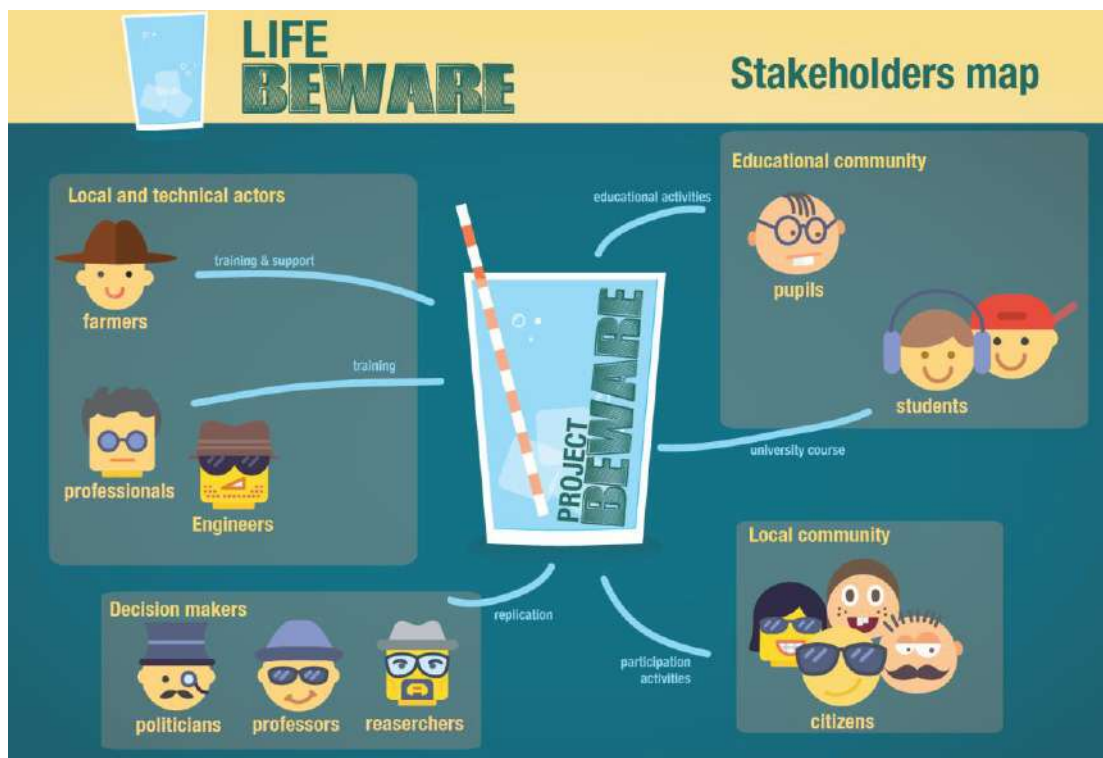 LIFE
BEWARE
Stakeholders map
Local and technical actors
farmers
training & support
professionals
Engineers
training
PROJECT
BEWARE
Educational community
educational activities
pupils
students
university course
Decision makers
politicians
professors
reaserchers
replication
Local community
participation
activities
citizens